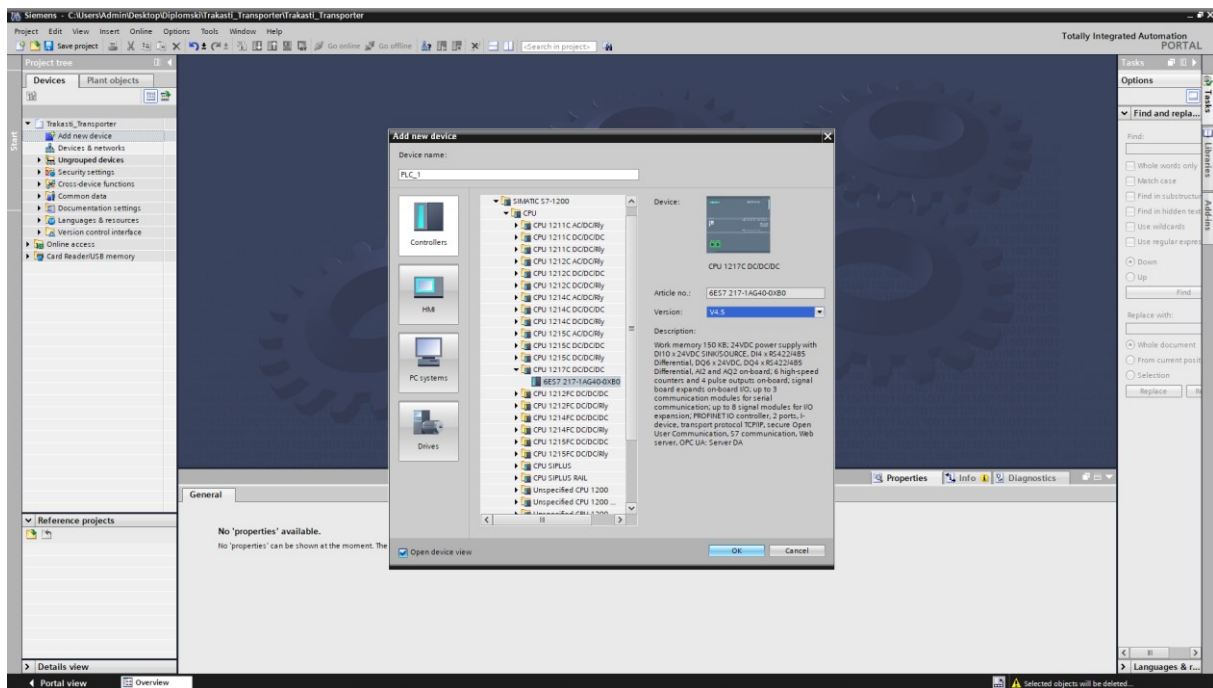 Siemens - C:\Users\Admin\Desktop\Diplomski\Trakasti_Transporter\Trakasti_Transporter
Project Edit View Insert Online Options Tools Window Help
Totally Integrated Automation
PORTAL
Save project
Go online
Go offline
<Search in project>
Project tree
Devices
Plant objects
Start
Trakasti_Transporter
Add new device
Devices & networks
Ungrouped devices
Security settings
Cross-device functions
Common data
Documentation settings
Languages & resources
Version control interface
Online access
Card Reader/USB memory
Reference projects
Details view
Add new device
Device name:
PLC_1
Controllers
HMI
PC systems
Drives
SIMATIC S7-1200
CPU
CPU 1211C AC/DC/Rly
CPU 1211C DC/DC/DC
CPU 1211C DC/DC/Rly
CPU 1212C AC/DC/Rly
CPU 1212C DC/DC/DC
CPU 1212C DC/DC/Rly
CPU 1214C AC/DC/Rly
CPU 1214C DC/DC/DC
CPU 1214C DC/DC/Rly
CPU 1215C AC/DC/Rly
CPU 1215C DC/DC/DC
CPU 1215C DC/DC/Rly
CPU 1217C DC/DC/DC
6ES7 217-1AG40-0XB0
CPU 1212FC DC/DC/DC
CPU 1212FC DC/DC/Rly
CPU 1214FC DC/DC/DC
CPU 1214FC DC/DC/Rly
CPU 1215FC DC/DC/DC
CPU 1215FC DC/DC/Rly
CPU SIPLUS
CPU SIPLUS RAIL
Unspecified CPU 1200
Unspecified CPU 1200 ...
Unspecified CPU 1200
Device:
CPU 1217C DC/DC/DC
Article no.: 6ES7 217-1AG40-0XB0
Version: V4.5
Description:
Work memory 150 KB; 24VDC power supply with
DI10 x 24VDC SINK/SOURCE, DI4 x RS422/485
Differential, DQ6 x 24VDC, DQ4 x RS422/485
Differential, AI2 and AQ2 on-board; 6 high-speed
counters and 4 pulse outputs on-board; signal
board expands on-board I/O; up to 3
communication modules for serial
communication; up to 8 signal modules for I/O
expansion; PROFINET IO controller, 2 ports, I-
device, transport protocol TCP/IP, secure Open
User Communication, S7 communication, Web
server, OPC UA: Server DA
Open device view
OK
Cancel
Properties
Info
Diagnostics
General
No 'properties' available.
No 'properties' can be shown at the moment. The
Tasks
Options
Find and repla...
Find:
Whole words only
Match case
Find in substructur
Find in hidden text
Use wildcards
Use regular expres
Down
Up
Find
Replace with:
Whole document
From current posit
Selection
Replace
Re
Languages & r...
Tasks
Libraries
Add-ins
Portal view
Overview
Selected objects will be deleted...